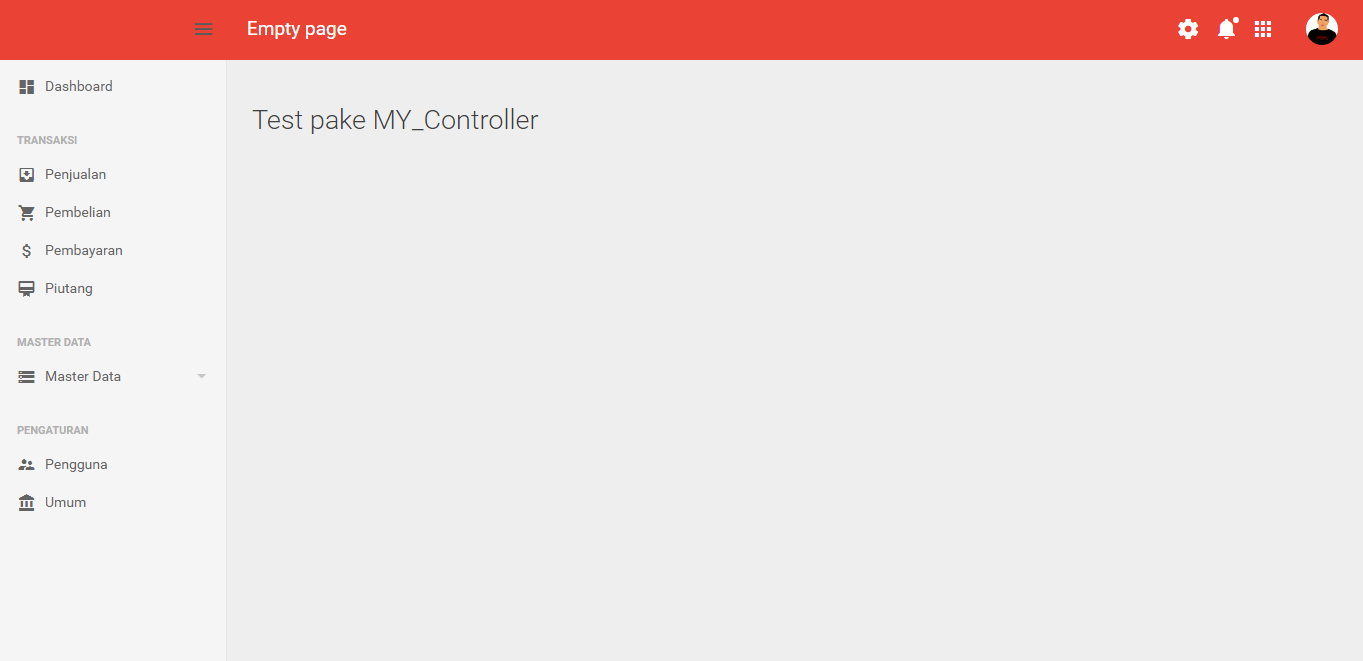 Empty page
Dashboard
TRANSAKSI
Penjualan
Pembelian
Pembayaran
Piutang
MASTER DATA
Master Data
PENGATURAN
Pengguna
Umum
Test pake MY_Controller